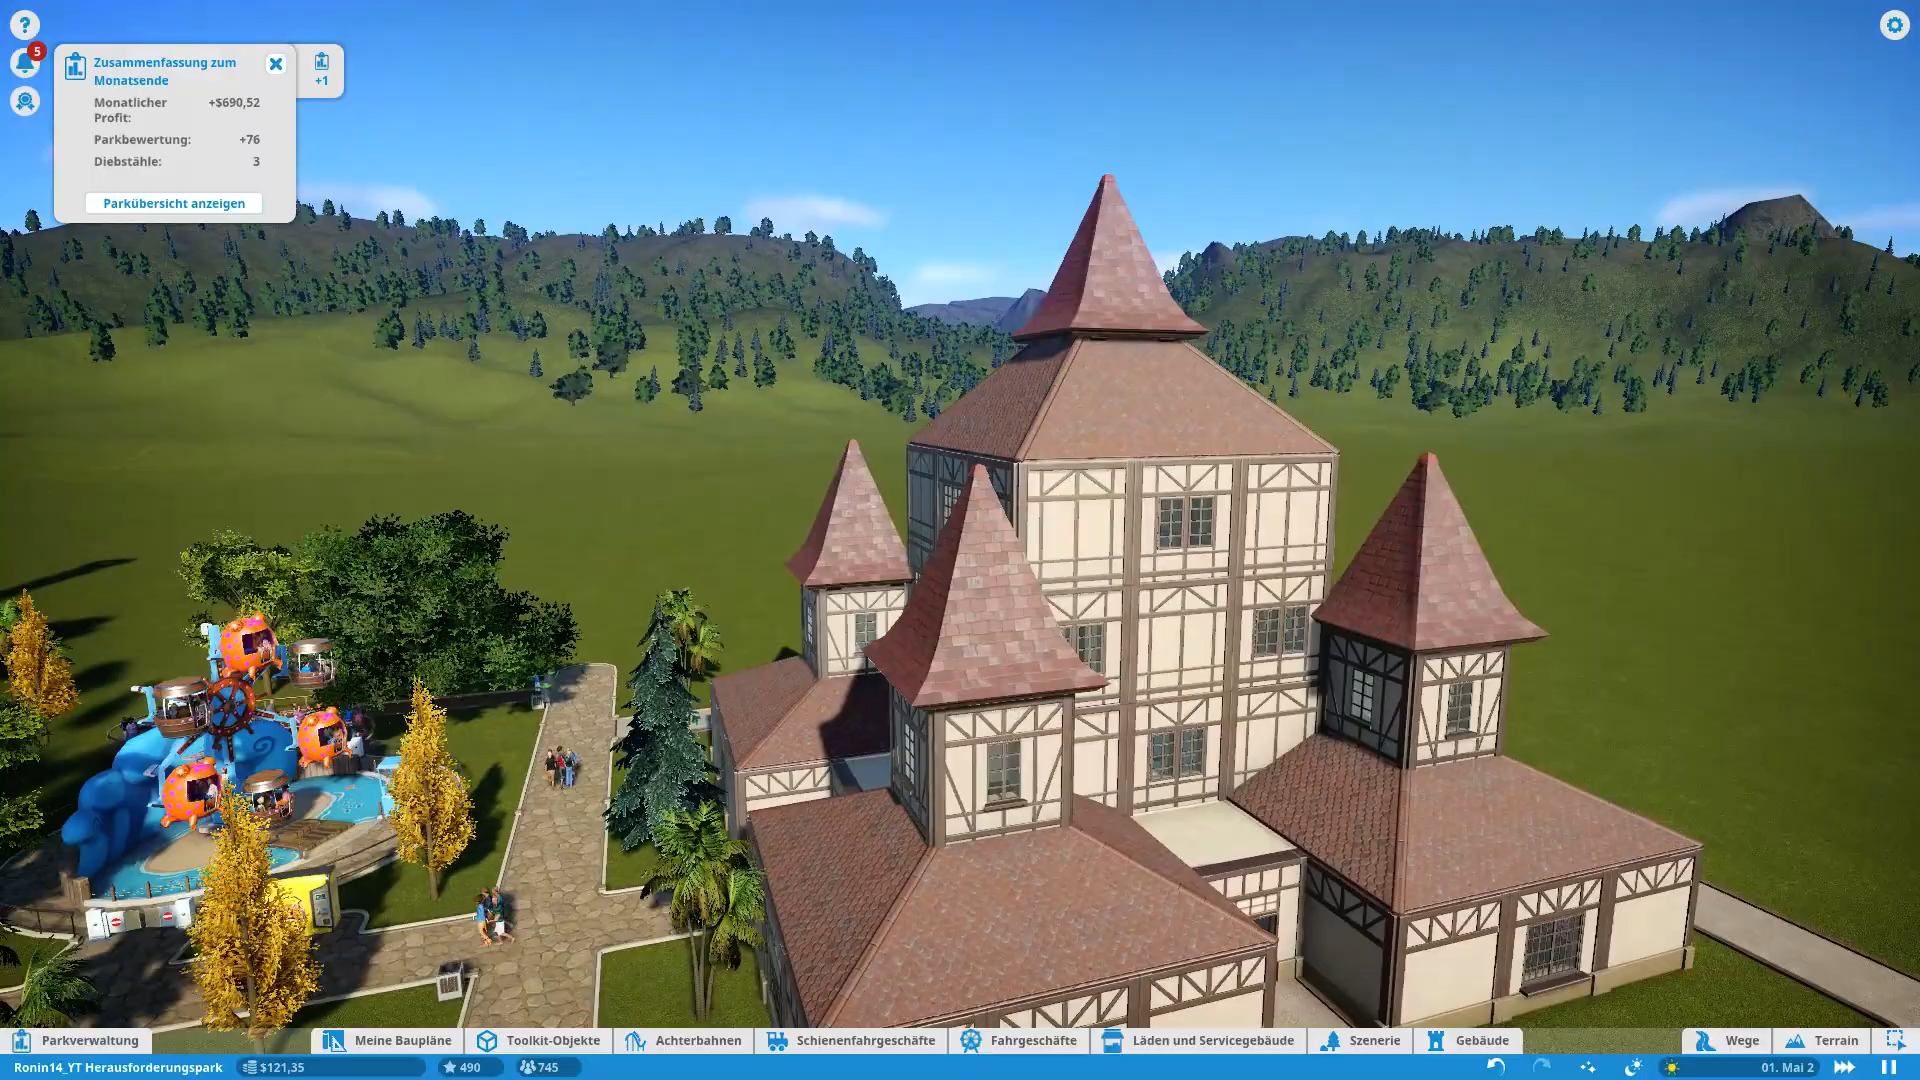 ?
5
Zusammenfassung zum
Monatsende
+1
Monatlicher
Profit:
+$690,52
Parkbewertung:
+76
Diebstähle:
3
Parkübersicht anzeigen
Parkverwaltung
Meine Baupläne
Toolkit-Objekte
Achterbahnen
Schienenfahrgeschäfte
Fahrgeschäfte
Läden und Servicegebäude
Szenerie
Gebäude
Wege
Terrain
Ronin14_YT Herausforderungspark
$121,35
490
745
01. Mai 2